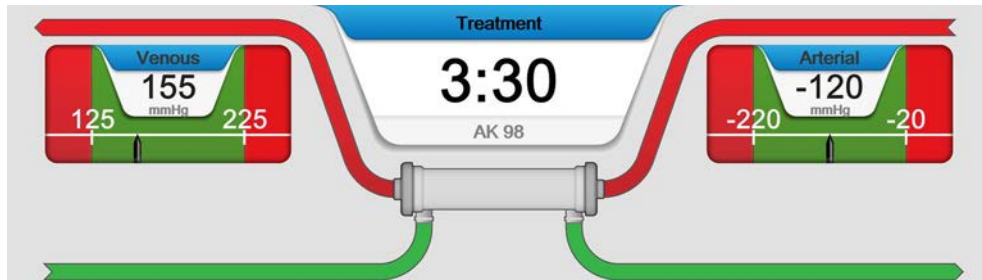 Treatment
3:30
AK 98
Venous
155
mmHg
125 225
Arterial
-120
mmHg
-220 -20